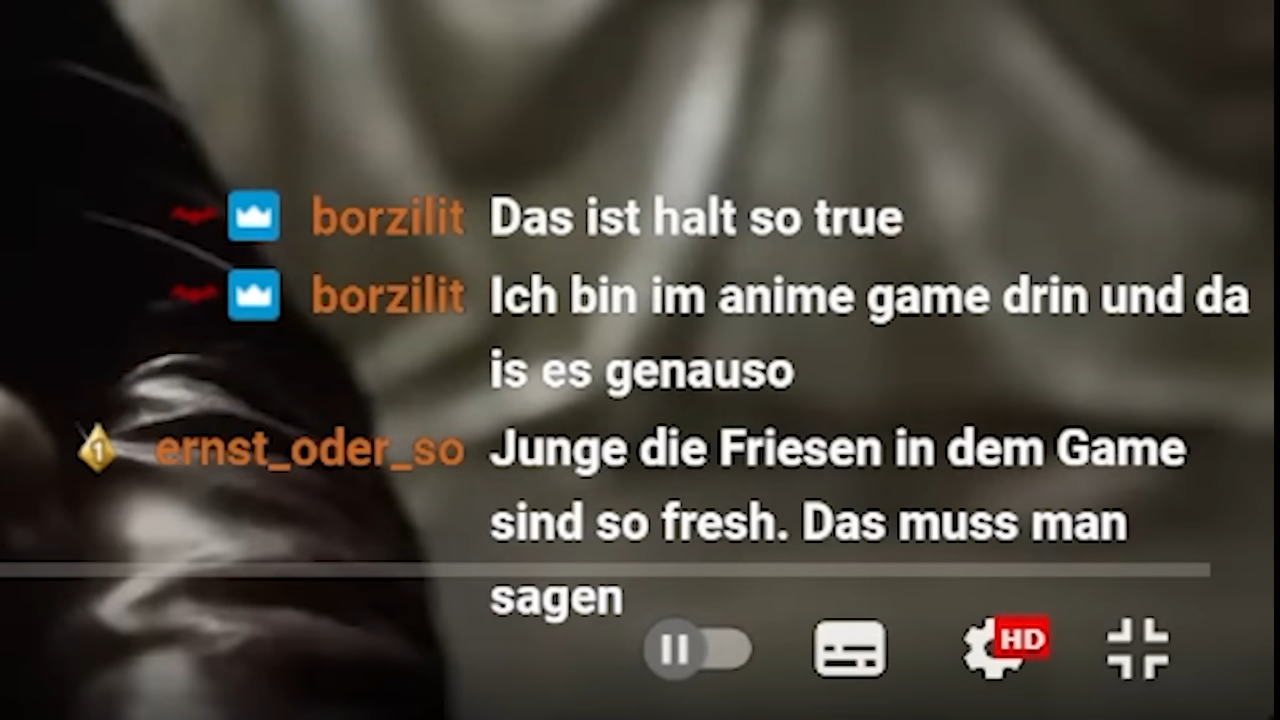 borzilit Das ist halt so true
borzilit Ich bin im anime game drin und da
is es genauso
1 ernst_oder_so Junge die Friesen in dem Game
sind so fresh. Das muss man
sagen
HD